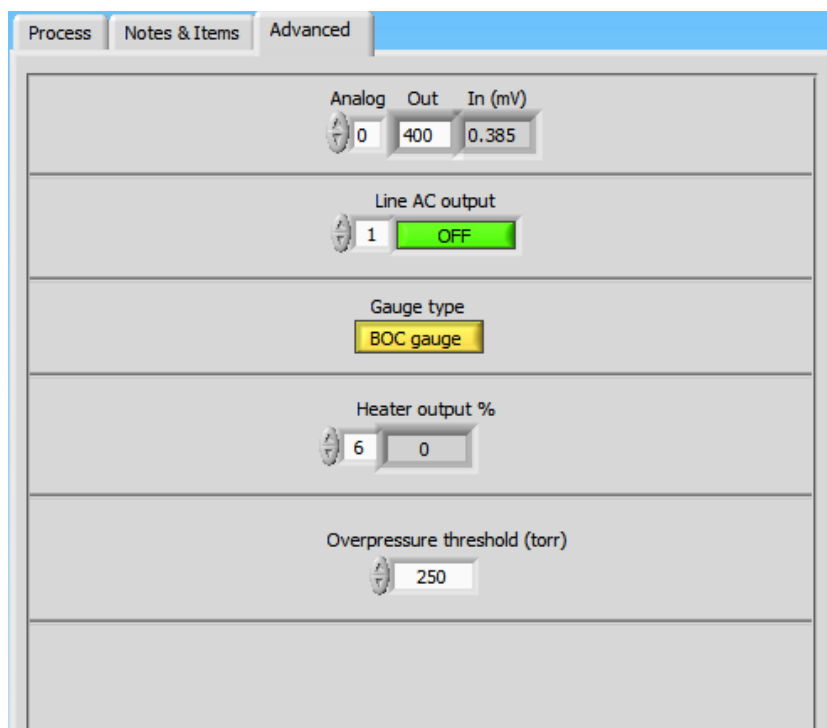 Process Notes & Items Advanced
Analog Out In (mV)
0 400 0.385
Line AC output
1 OFF
Gauge type
BOC gauge
Heater output %
6 0
Overpressure threshold (torr)
250